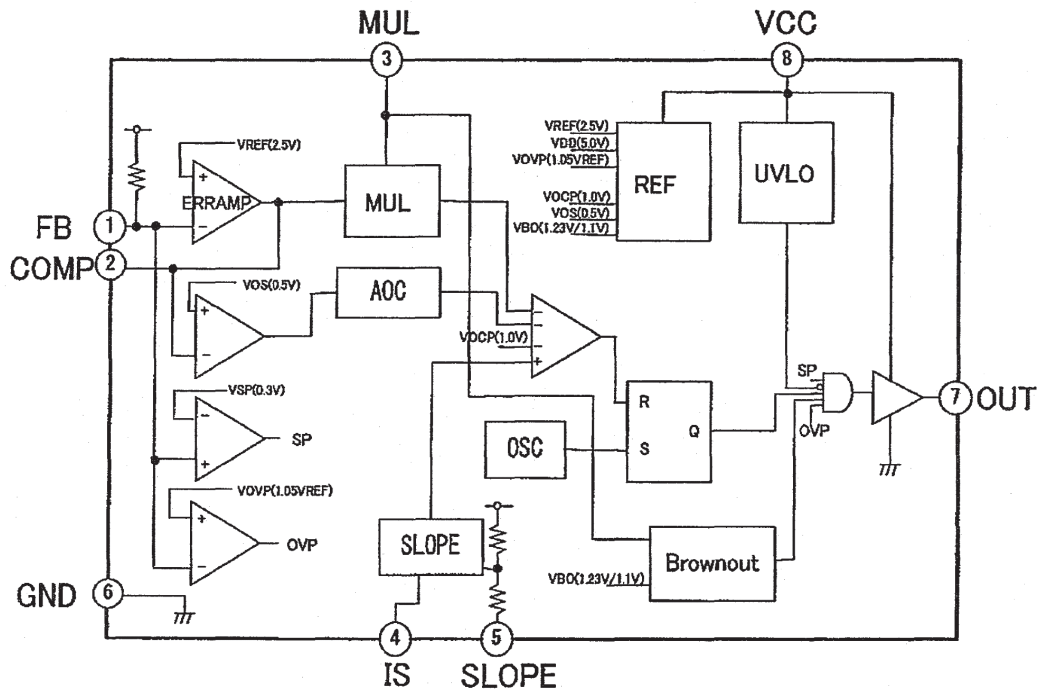 MUL
3
VCC
8
VREF(2.5V)
+
ERRAMP
−
MUL
VREF(2.5V)
VDD(5.0V)
VOVP(1.05VREF)
VOCP(1.0V)
VOS(0.5V)
VBO(1.23V/1.1V)
REF
UVLO
FB
1
COMP
2
VOS(0.5V)
+
−
AOC
−
−
VOCP(1.0V)
−
+
VSP(0.3V)
−
+
SP
R
S
Q
OSC
SP
OVP
7
OUT
VOVP(1.05VREF)
+
−
OVP
SLOPE
Brownout
VBO(1.23V/1.1V)
GND
6
4
IS
5
SLOPE